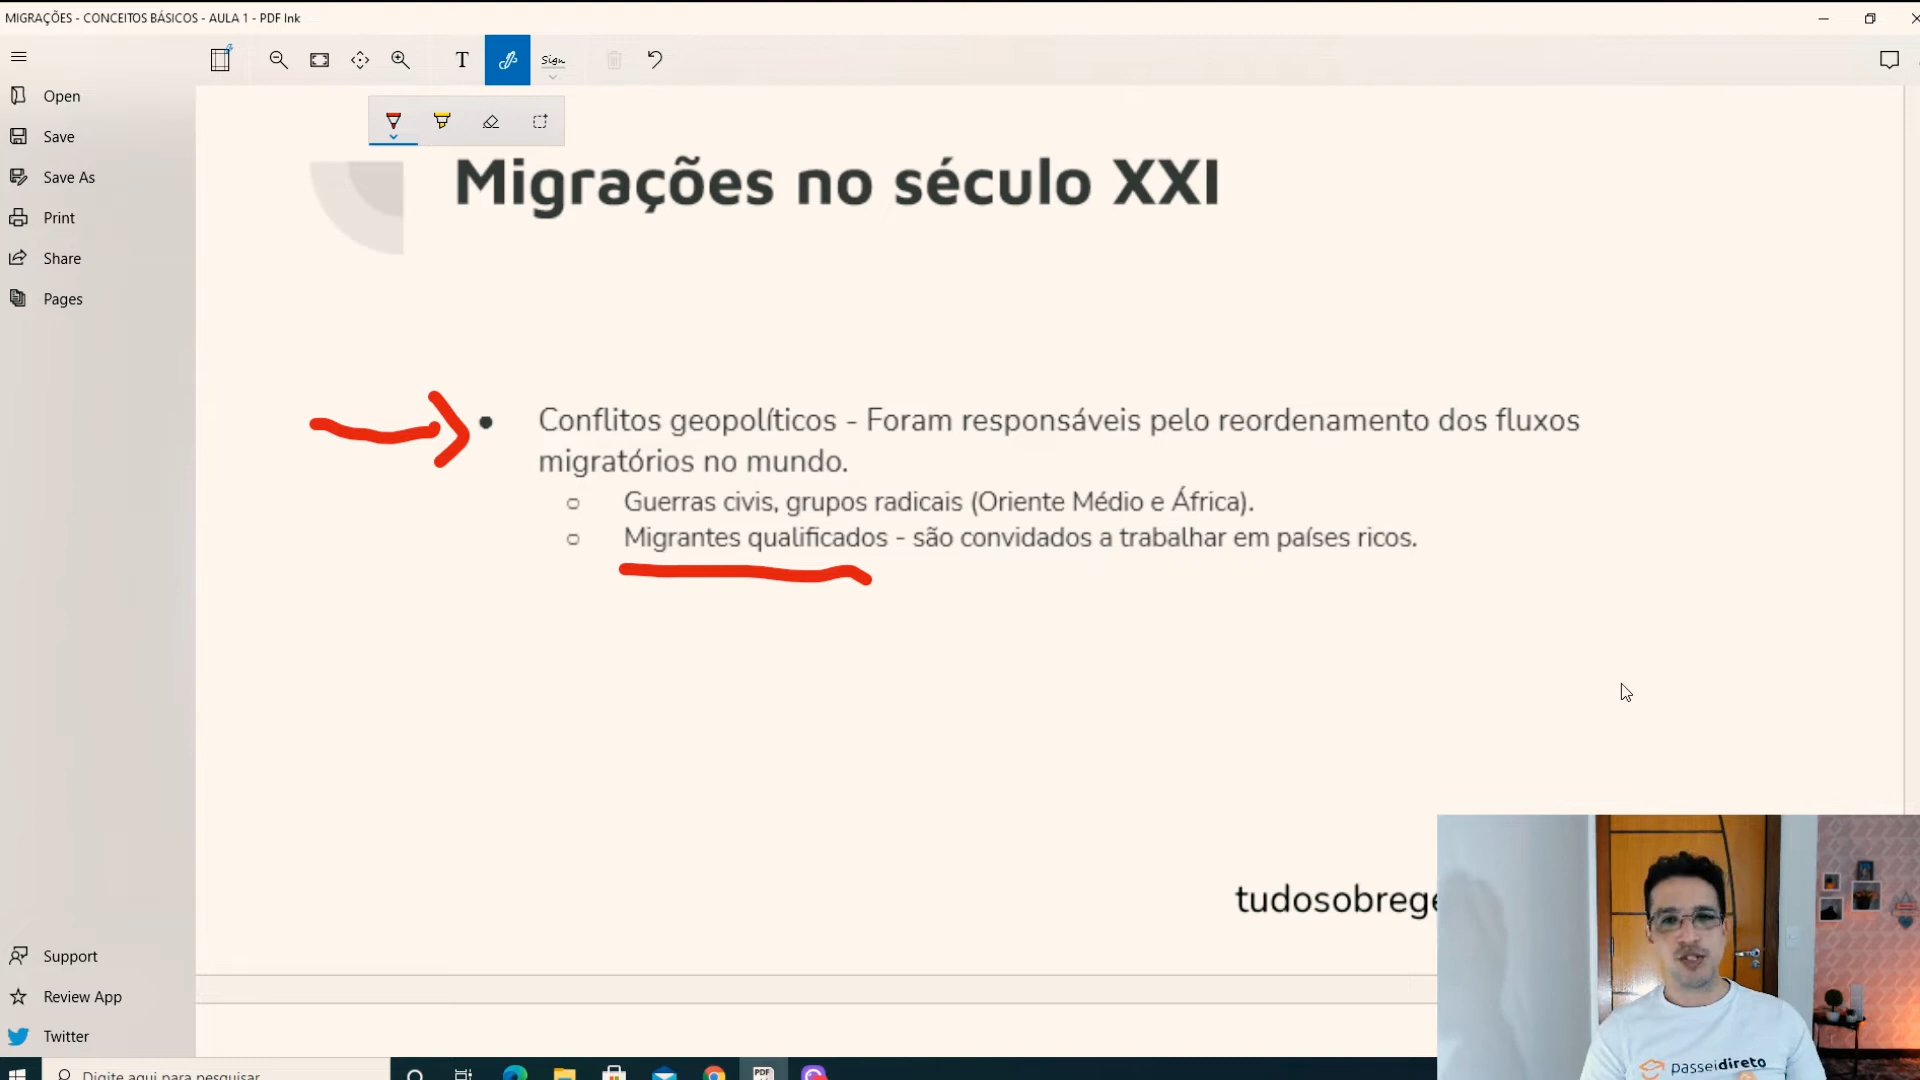 MIGRAÇÕES - CONCEITOS BÁSICOS - AULA 1 - PDF Ink
Sign
Open
Save
Save As
Print
Share
Pages
Migrações no século XXI
Conflitos geopolíticos - Foram responsáveis pelo reordenamento dos fluxos
migratórios no mundo.
Guerras civis, grupos radicais (Oriente Médio e África).
Migrantes qualificados - são convidados a trabalhar em países ricos.
tudosobrege
Support
Review App
Twitter
passeidireto
Digite aqui para pesquisar
PDF